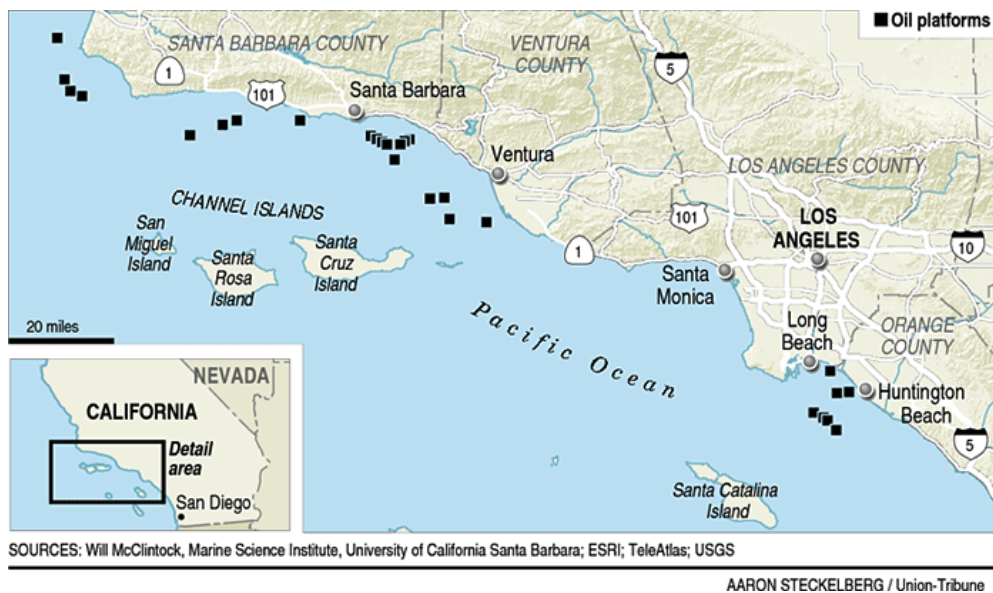 Oil platforms
SANTA BARBARA COUNTY
VENTURA
COUNTY
5
1
101
Santa Barbara
Ventura
LOS ANGELES COUNTY
CHANNEL ISLANDS
101
LOS
ANGELES
San
Miguel
Island
Santa
Rosa
Island
Santa
Cruz
Island
1
10
Santa
Monica
Pacific Ocean
20 miles
Long
Beach
ORANGE
COUNTY
Huntington
Beach
5
NEVADA
CALIFORNIA
Detail
area
San Diego
Santa Catalina
Island
SOURCES: Will McClintock, Marine Science Institute, University of California Santa Barbara; ESRI; TeleAtlas; USGS
AARON STECKELBERG / Union-Tribune